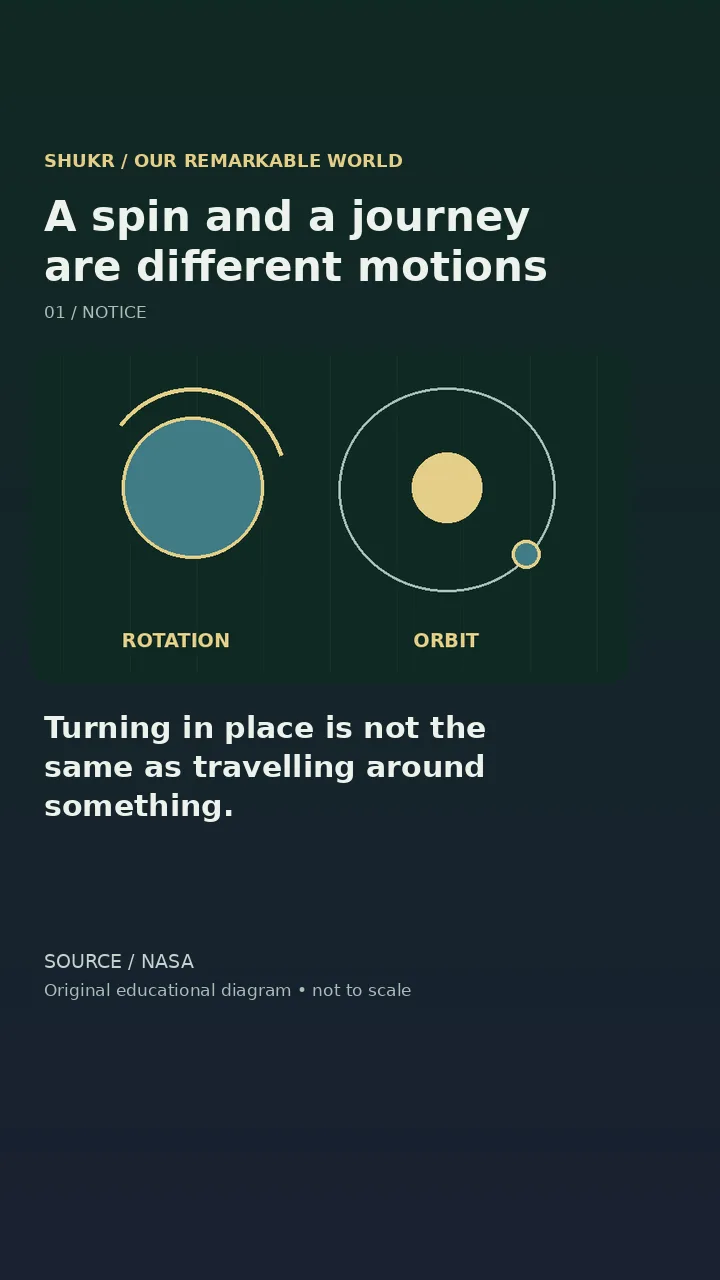 SHUKR / OUR REMARKABLE WORLD
A spin and a journey
are different motions
01 / NOTICE
ROTATION
ORBIT
Turning in place is not the
same as travelling around
something.
SOURCE / NASA
Original educational diagram • not to scale